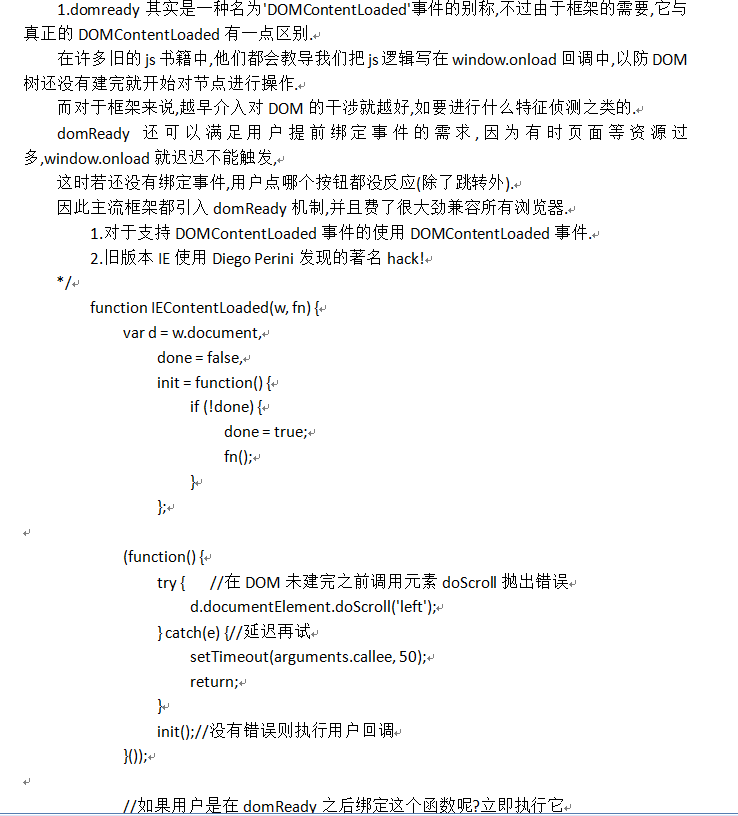 1.domready 其实是一种名为'DOMContentLoaded'事件的别称,不过由于框架的需要,它与
真正的 DOMContentLoaded 有一点区别.
在许多旧的 js 书籍中,他们都会教导我们把 js 逻辑写在 window.onload 回调中,以防 DOM
树还没有建完就开始对节点进行操作.
而对于框架来说,越早介入对 DOM 的干涉就越好,如要进行什么特征侦测之类的.
domReady 还可以满足用户提前绑定事件的需求,因为有时页面等资源过
多,window.onload 就迟迟不能触发,
这时若还没有绑定事件,用户点哪个按钮都没反应(除了跳转外).
因此主流框架都引入 domReady 机制,并且费了很大劲兼容所有浏览器.
1.对于支持 DOMContentLoaded 事件的使用 DOMContentLoaded 事件.
2.旧版本 IE 使用 Diego Perini 发现的著名 hack!
*/
function IEContentLoaded(w, fn) {
var d = w.document,
done = false,
init = function() {
if (!done) {
done = true;
fn();
}
};
(function() {
try { //在 DOM 未建完之前调用元素 doScroll 抛出错误
d.documentElement.doScroll('left');
} catch(e) {//延迟再试
setTimeout(arguments.callee, 50);
return;
}
init();//没有错误则执行用户回调
}());
//如果用户是在 domReady 之后绑定这个函数呢?立即执行它